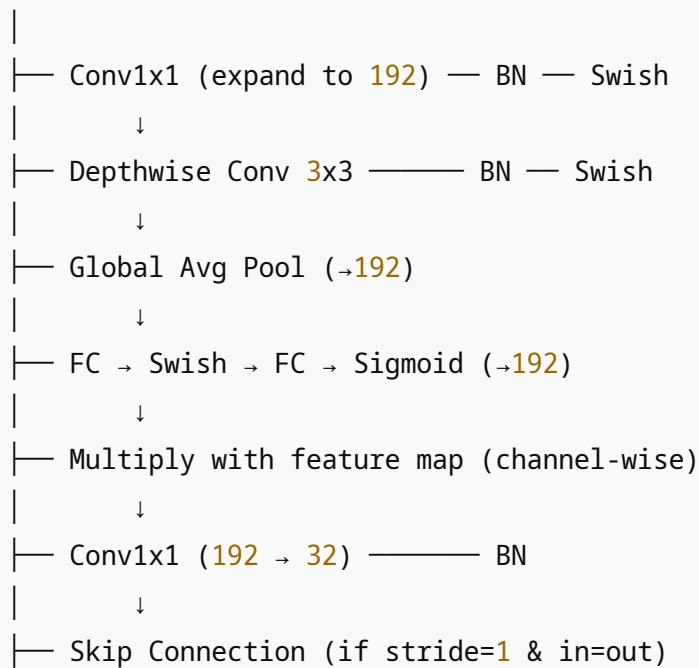 │
├── Conv1x1 (expand to 192) ── BN ── Swish
│       ↓
├── Depthwise Conv 3x3 ────── BN ── Swish
│       ↓
├── Global Avg Pool (→192)
│       ↓
├── FC → Swish → FC → Sigmoid (→192)
│       ↓
├── Multiply with feature map (channel-wise)
│       ↓
├── Conv1x1 (192 → 32) ─────── BN
│       ↓
├── Skip Connection (if stride=1 & in=out)